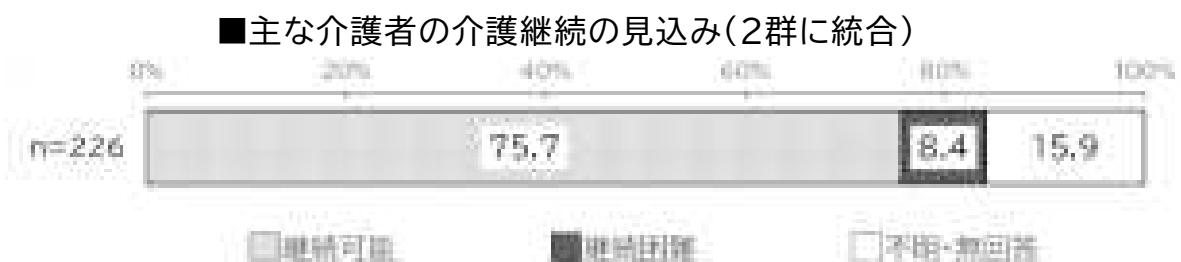 ■主な介護者の介護継続の見込み(2群に統合)
0% 20% 40% 60% 80% 100%
n=226 75.7 8.4 15.9
継続可能 継続困難 不明・無回答